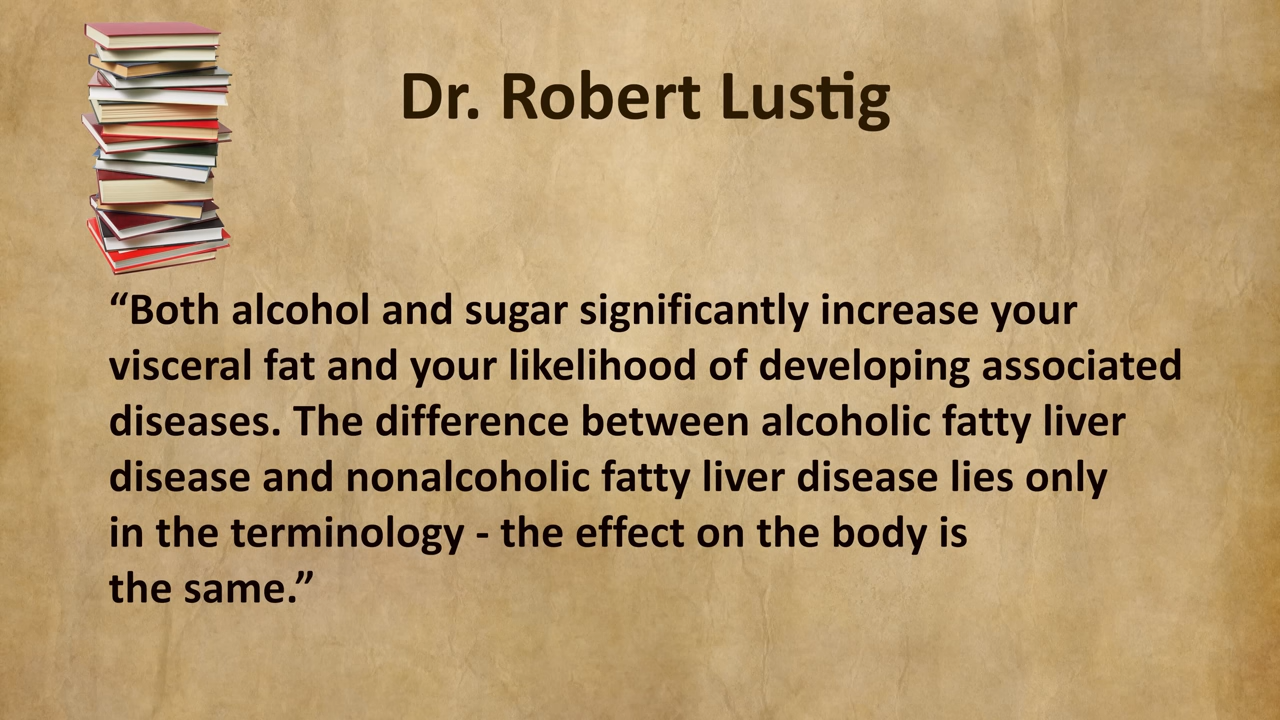 Dr. Robert Lustig
“Both alcohol and sugar significantly increase your
visceral fat and your likelihood of developing associated
diseases. The difference between alcoholic fatty liver
disease and nonalcoholic fatty liver disease lies only
in the terminology - the effect on the body is
the same.”